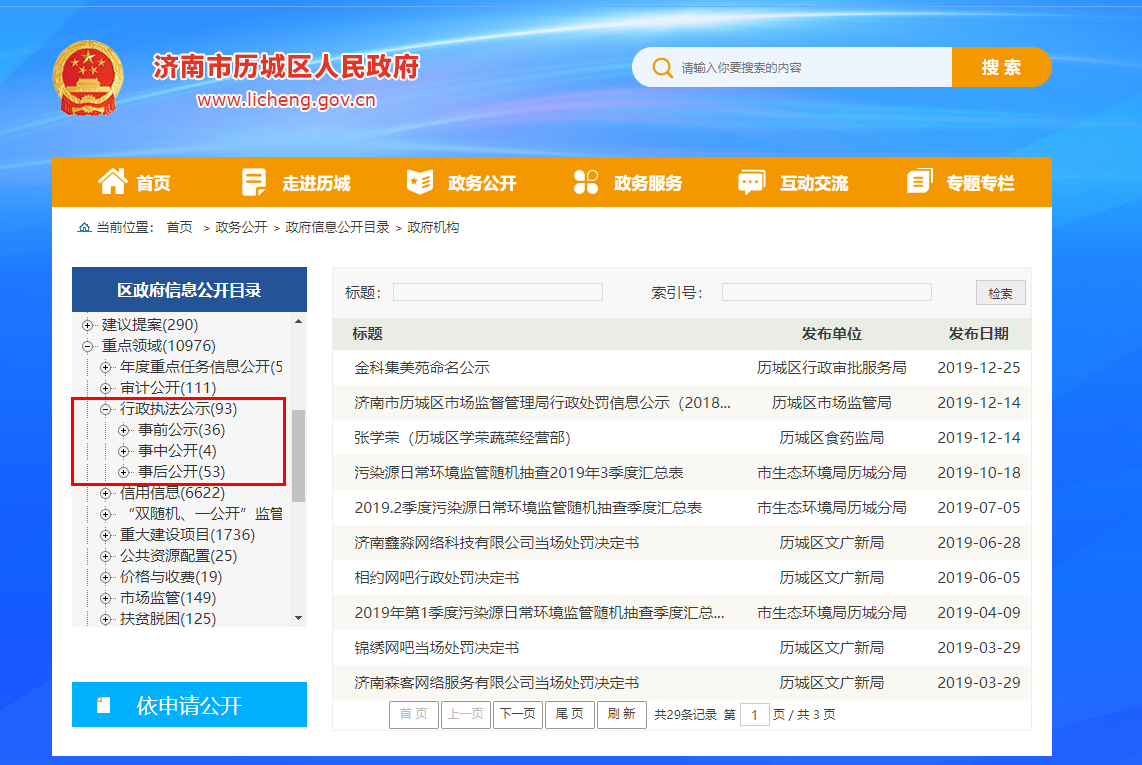 济南市历城区人民政府
www.licheng.gov.cn
请输入你要搜索的内容
搜 索
首页 走进历城 政务公开 政务服务 互动交流 专题专栏
当前位置： 首页 > 政务公开 > 政府信息公开目录 > 政府机构
区政府信息公开目录
建议提案(290)
重点领域(10976)
年度重点任务信息公开(5
审计公开(111)
行政执法公示(93)
事前公示(36)
事中公开(4)
事后公开(53)
信用信息(6622)
“双随机、一公开”监管
重大建设项目(1736)
公共资源配置(25)
价格与收费(19)
市场监管(149)
扶贫脱困(125)
依申请公开
标题： 索引号： 检索
标题 发布单位 发布日期
金科集美苑命名公示 历城区行政审批服务局 2019-12-25
济南市历城区市场监督管理局行政处罚信息公示（2018... 历城区市场监管局 2019-12-14
张学荣（历城区学荣蔬菜经营部） 历城区食药监局 2019-12-14
污染源日常环境监管随机抽查2019年3季度汇总表 市生态环境局历城分局 2019-10-18
2019.2季度污染源日常环境监管随机抽查季度汇总表 市生态环境局历城分局 2019-07-05
济南鑫淼网络科技有限公司当场处罚决定书 历城区文广新局 2019-06-28
相约网吧行政处罚决定书 历城区文广新局 2019-06-05
2019年第1季度污染源日常环境监管随机抽查季度汇总... 市生态环境局历城分局 2019-04-09
锦绣网吧当场处罚决定书 历城区文广新局 2019-03-29
济南森客网络服务有限公司当场处罚决定书 历城区文广新局 2019-03-29
首 页 上一页 下一页 尾 页 刷 新 共29条记录 第 1 页 / 共 3 页